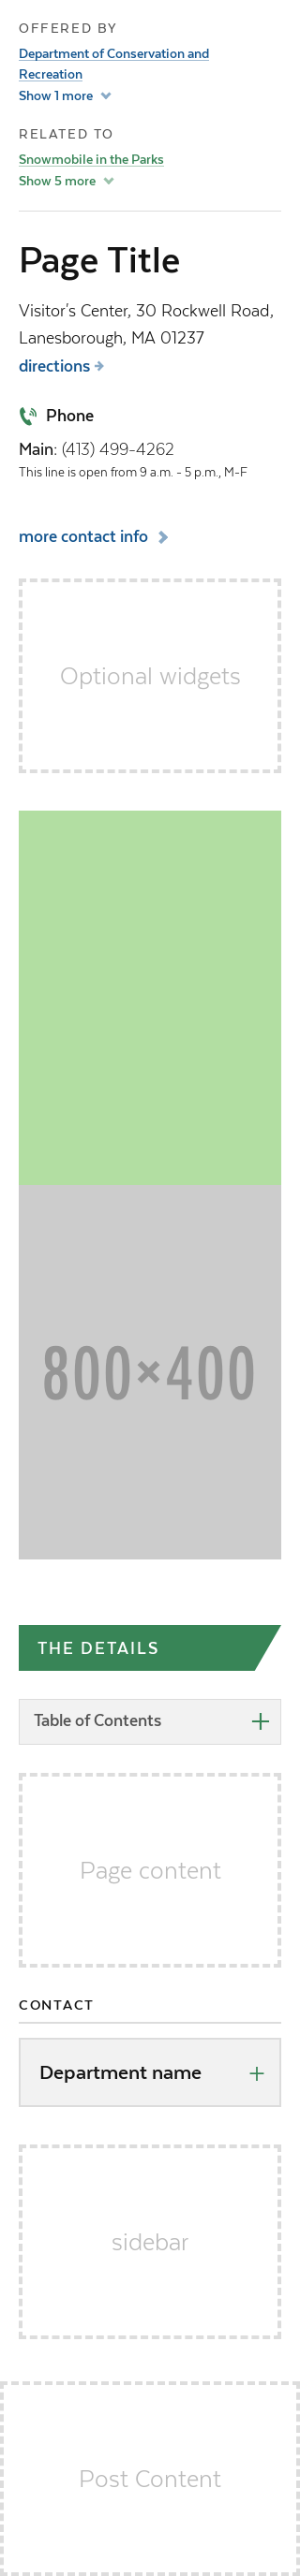 OFFERED BY
Department of Conservation and
Recreation
Show 1 more
RELATED TO
Snowmobile in the Parks
Show 5 more
Page Title
Visitor's Center, 30 Rockwell Road,
Lanesborough, MA 01237
directions
Phone
Main: (413) 499-4262
This line is open from 9 a.m. - 5 p.m., M-F
more contact info
Optional widgets
800×400
THE DETAILS
Table of Contents
Page content
CONTACT
Department name
sidebar
Post Content